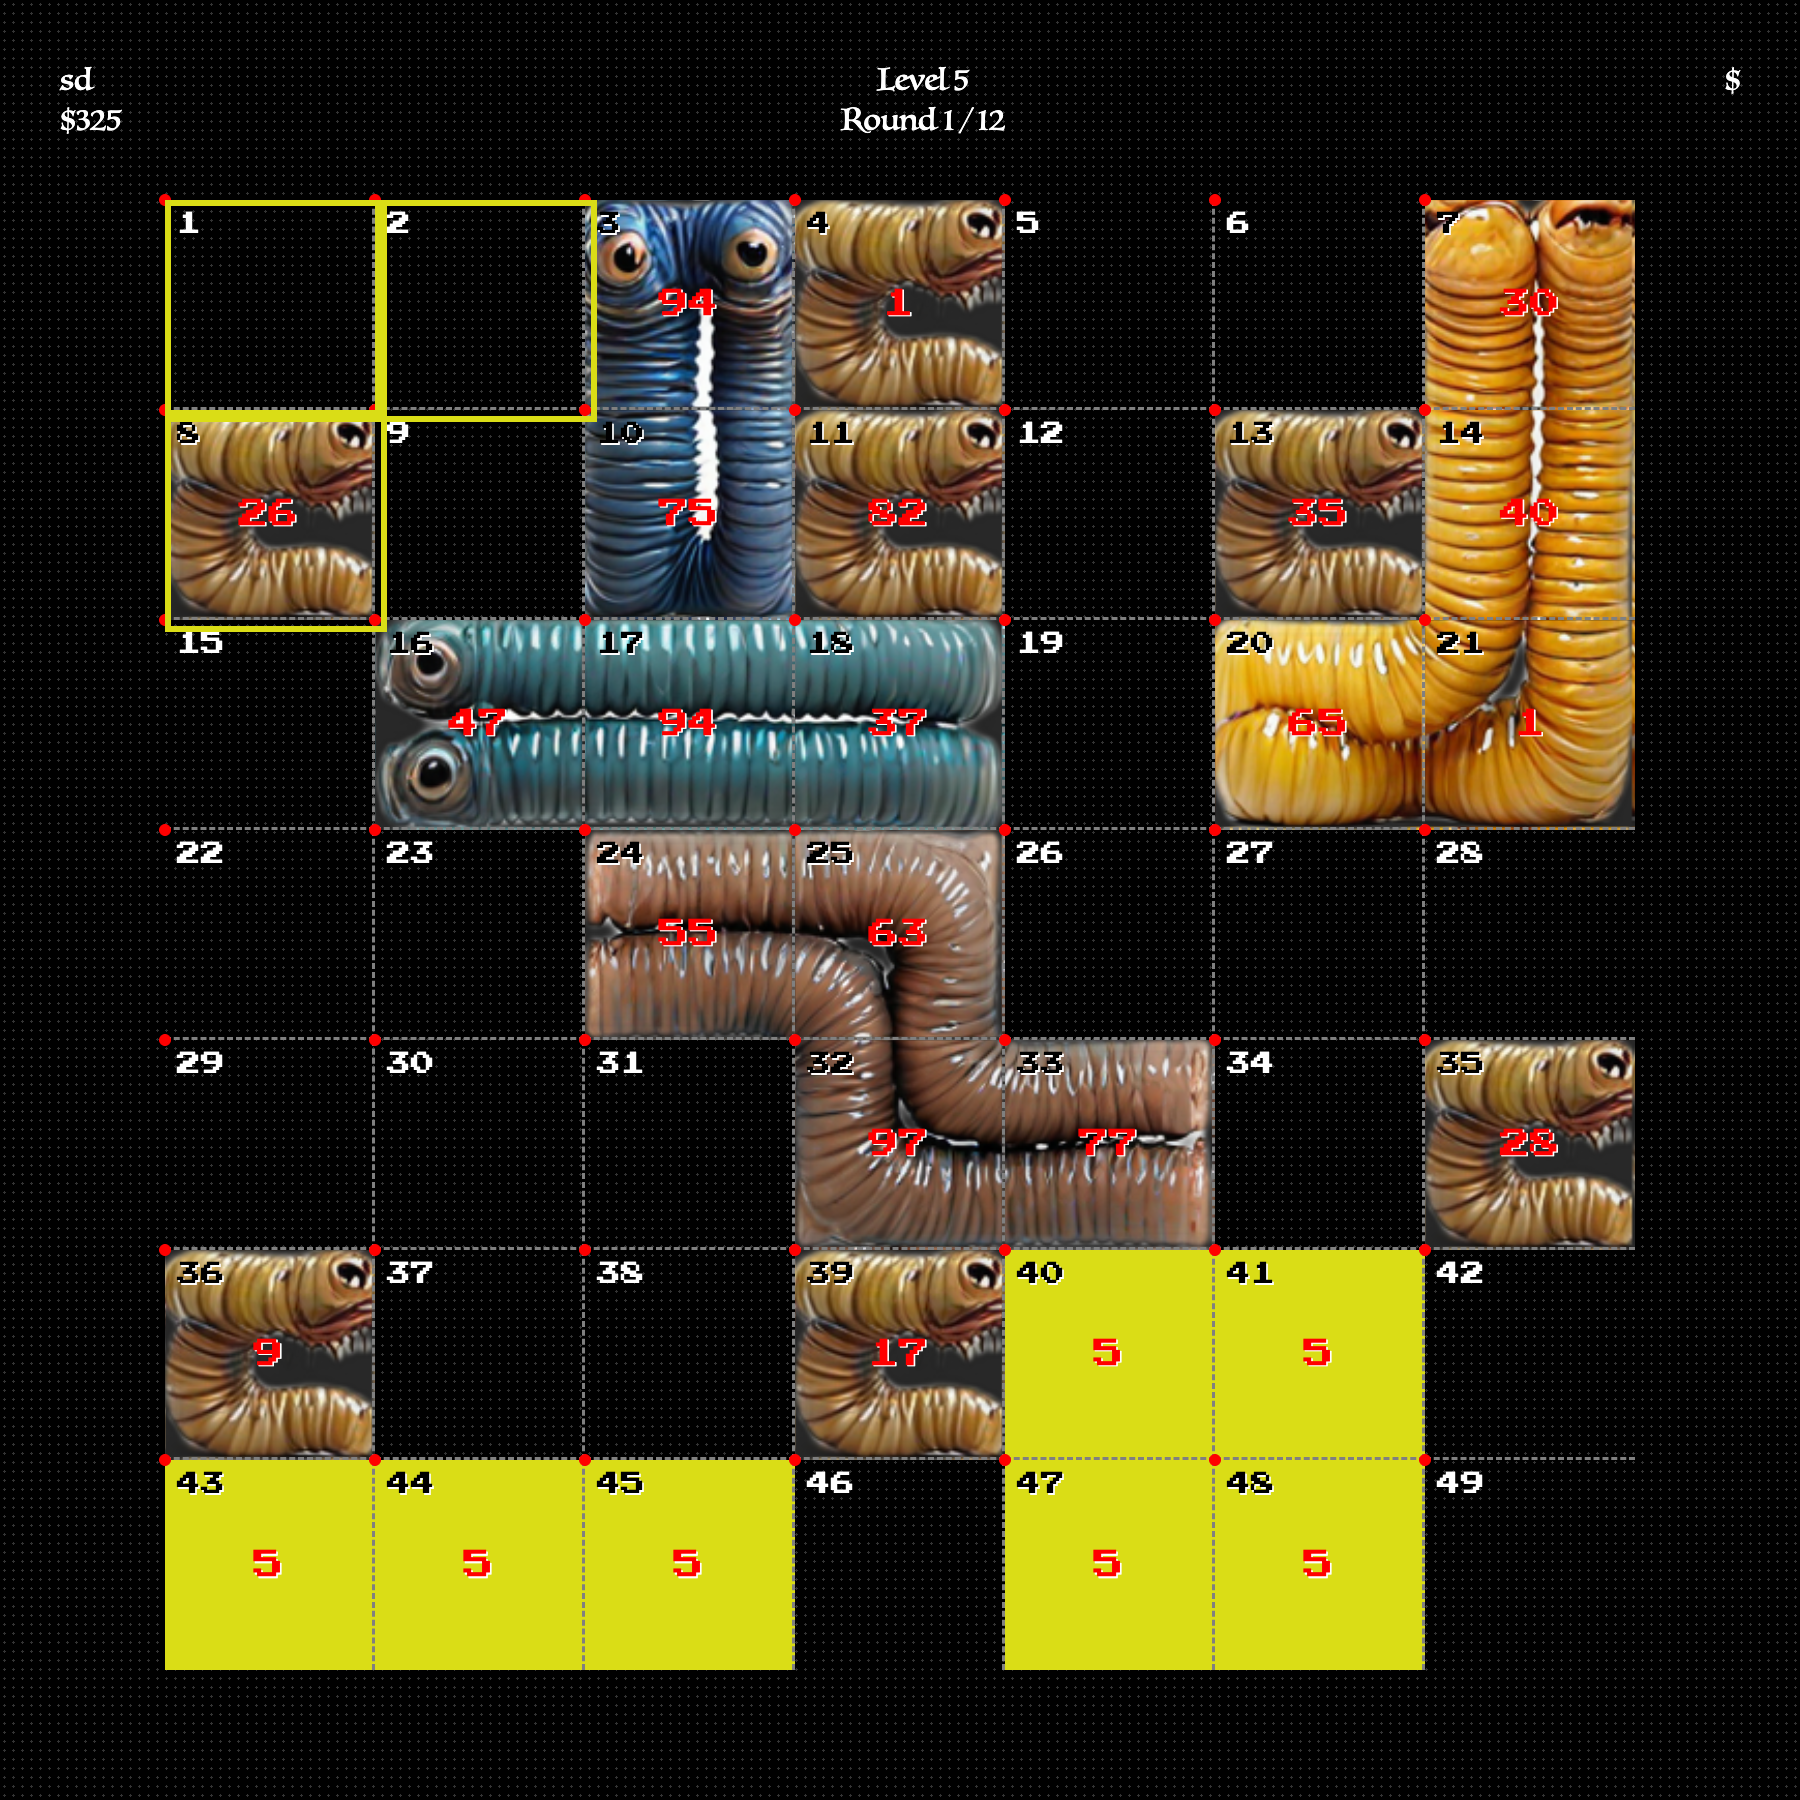 sd
$325
Level 5
Round 1/12
$
1 2 3 4 5 6 7
94 1 30
8 9 10 11 12 13 14
26 75 82 35 40
15 16 17 18 19 20 21
47 94 37 65 1
22 23 24 25 26 27 28
55 63
29 30 31 32 33 34 35
97 77 28
36 37 38 39 40 41 42
9 17 5 5
43 44 45 46 47 48 49
5 5 5 5 5